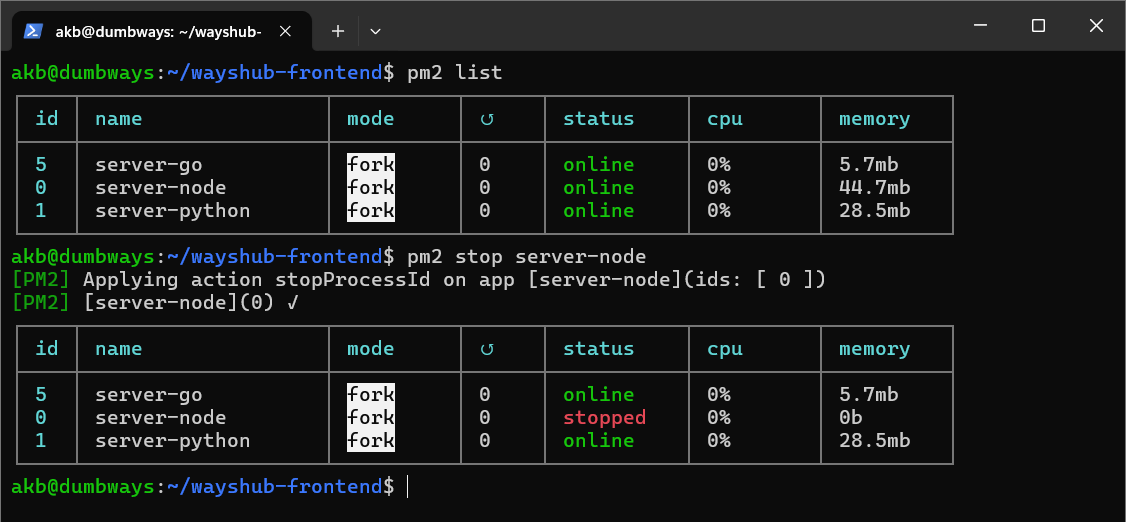 akb@dumbways: ~/wayshub-
akb@dumbways:~/wayshub-frontend$ pm2 list
id name mode ↺ status cpu memory
5 server-go fork 0 online 0% 5.7mb
0 server-node fork 0 online 0% 44.7mb
1 server-python fork 0 online 0% 28.5mb
akb@dumbways:~/wayshub-frontend$ pm2 stop server-node
[PM2] Applying action stopProcessId on app [server-node](ids: [ 0 ])
[PM2] [server-node](0) ✓
id name mode ↺ status cpu memory
5 server-go fork 0 online 0% 5.7mb
0 server-node fork 0 stopped 0% 0b
1 server-python fork 0 online 0% 28.5mb
akb@dumbways:~/wayshub-frontend$